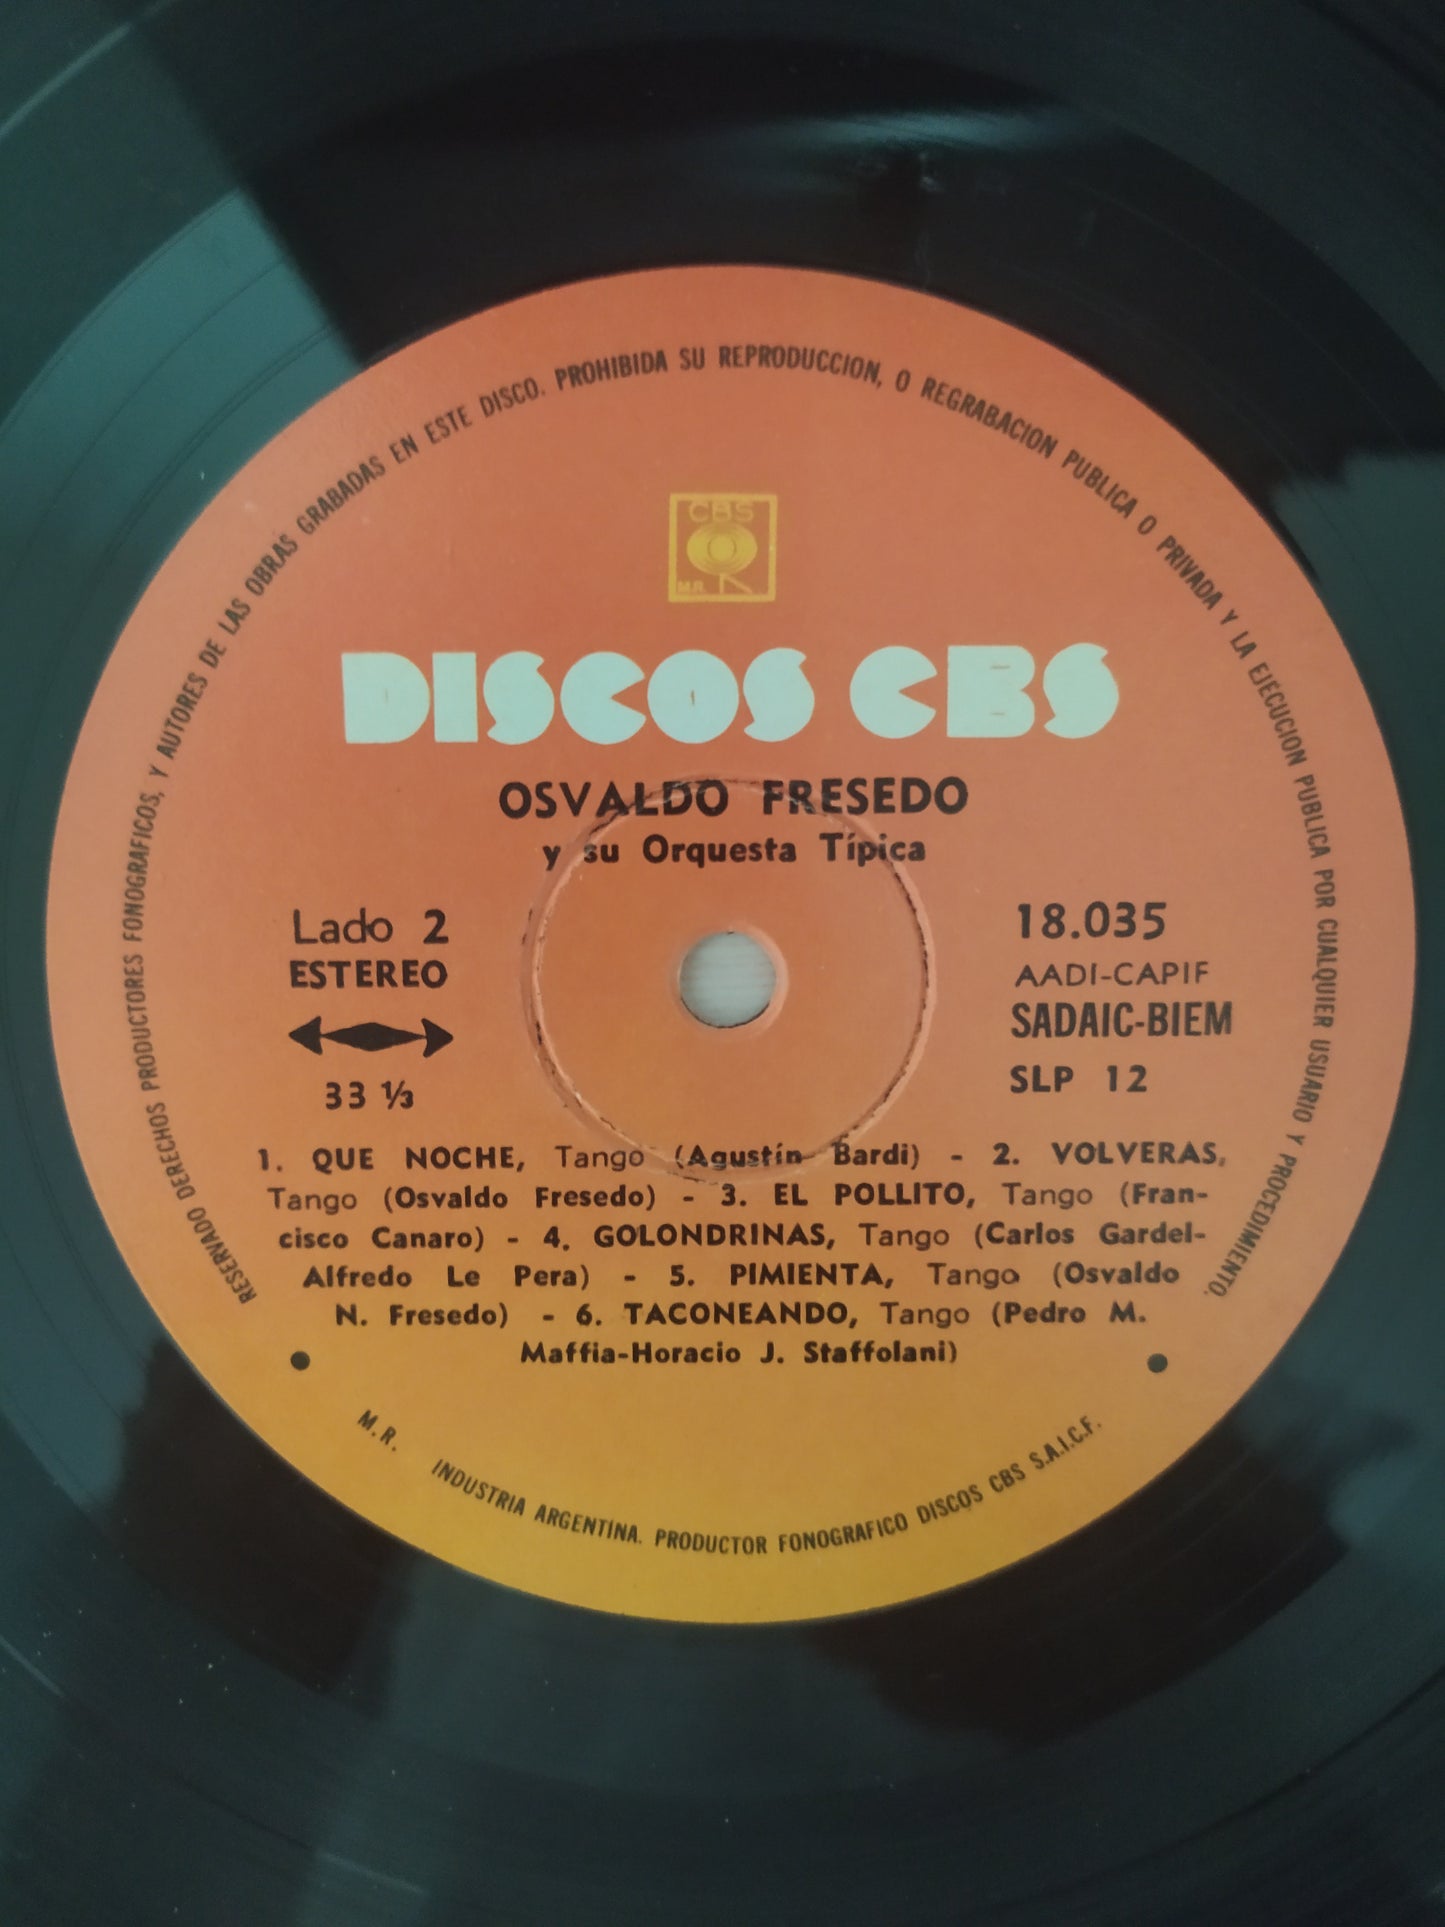 RESERVADO DERECHOS PRODUCTORES FONOGRAFICOS, Y AUTORES DE LAS OBRAS GRABADAS EN ESTE DISCO. PROHIBIDA SU REPRODUCCION, O REGRABACION PUBLICA O PRIVADA Y LA EJECUCION PUBLICA POR CUALQUIER USUARIO Y PROCEDIMIENTO.
CBS
M.R.
DISCOS CBS
OSVALDO FRESEDO
y su Orquesta Típica
Lado 2
ESTEREO
33 1/3
18.035
AADI-CAPIF
SADAIC-BIEM
SLP 12
1. QUE NOCHE, Tango (Agustín Bardi) - 2. VOLVERAS,
Tango (Osvaldo Fresedo) - 3. EL POLLITO, Tango (Fran-
cisco Canaro) - 4. GOLONDRINAS, Tango (Carlos Gardel-
Alfredo Le Pera) - 5. PIMIENTA, Tango (Osvaldo
N. Fresedo) - 6. TACONEANDO, Tango (Pedro M.
Maffia-Horacio J. Staffolani)
M.R. INDUSTRIA ARGENTINA. PRODUCTOR FONOGRAFICO DISCOS CBS S.A.I.C.F.